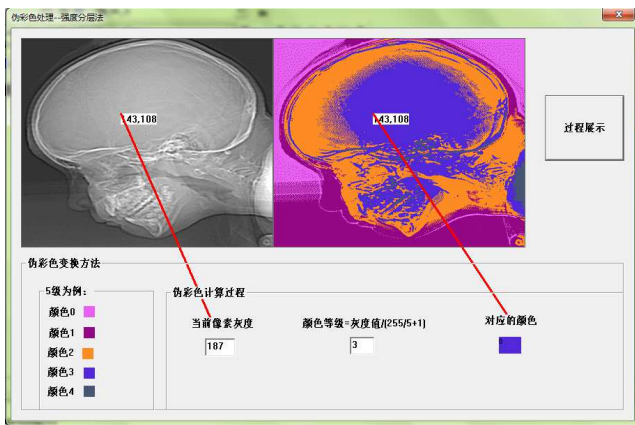 伪彩色处理--强度分层法
143,108
143,108
过程展示
伪彩色变换方法
5级为例：
颜色0
颜色1
颜色2
颜色3
颜色4
伪彩色计算过程
当前像素灰度
187
颜色等级=灰度值/(255/5+1)
3
对应的颜色